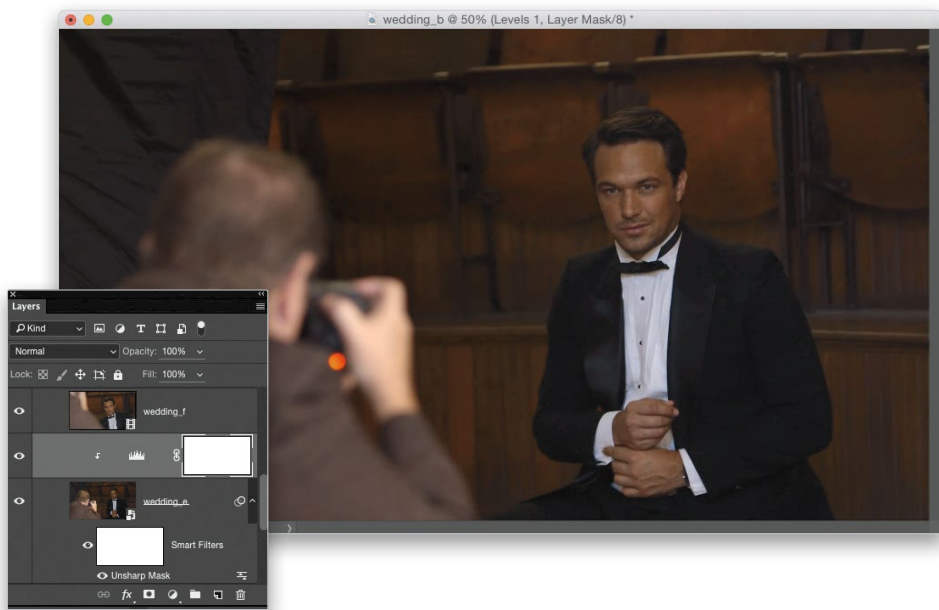 wedding_b @ 50% (Levels 1, Layer Mask/8) *
Layers
Kind
Normal Opacity: 100%
Lock: Fill: 100%
wedding_f
wedding_e
Smart Filters
Unsharp Mask
fx